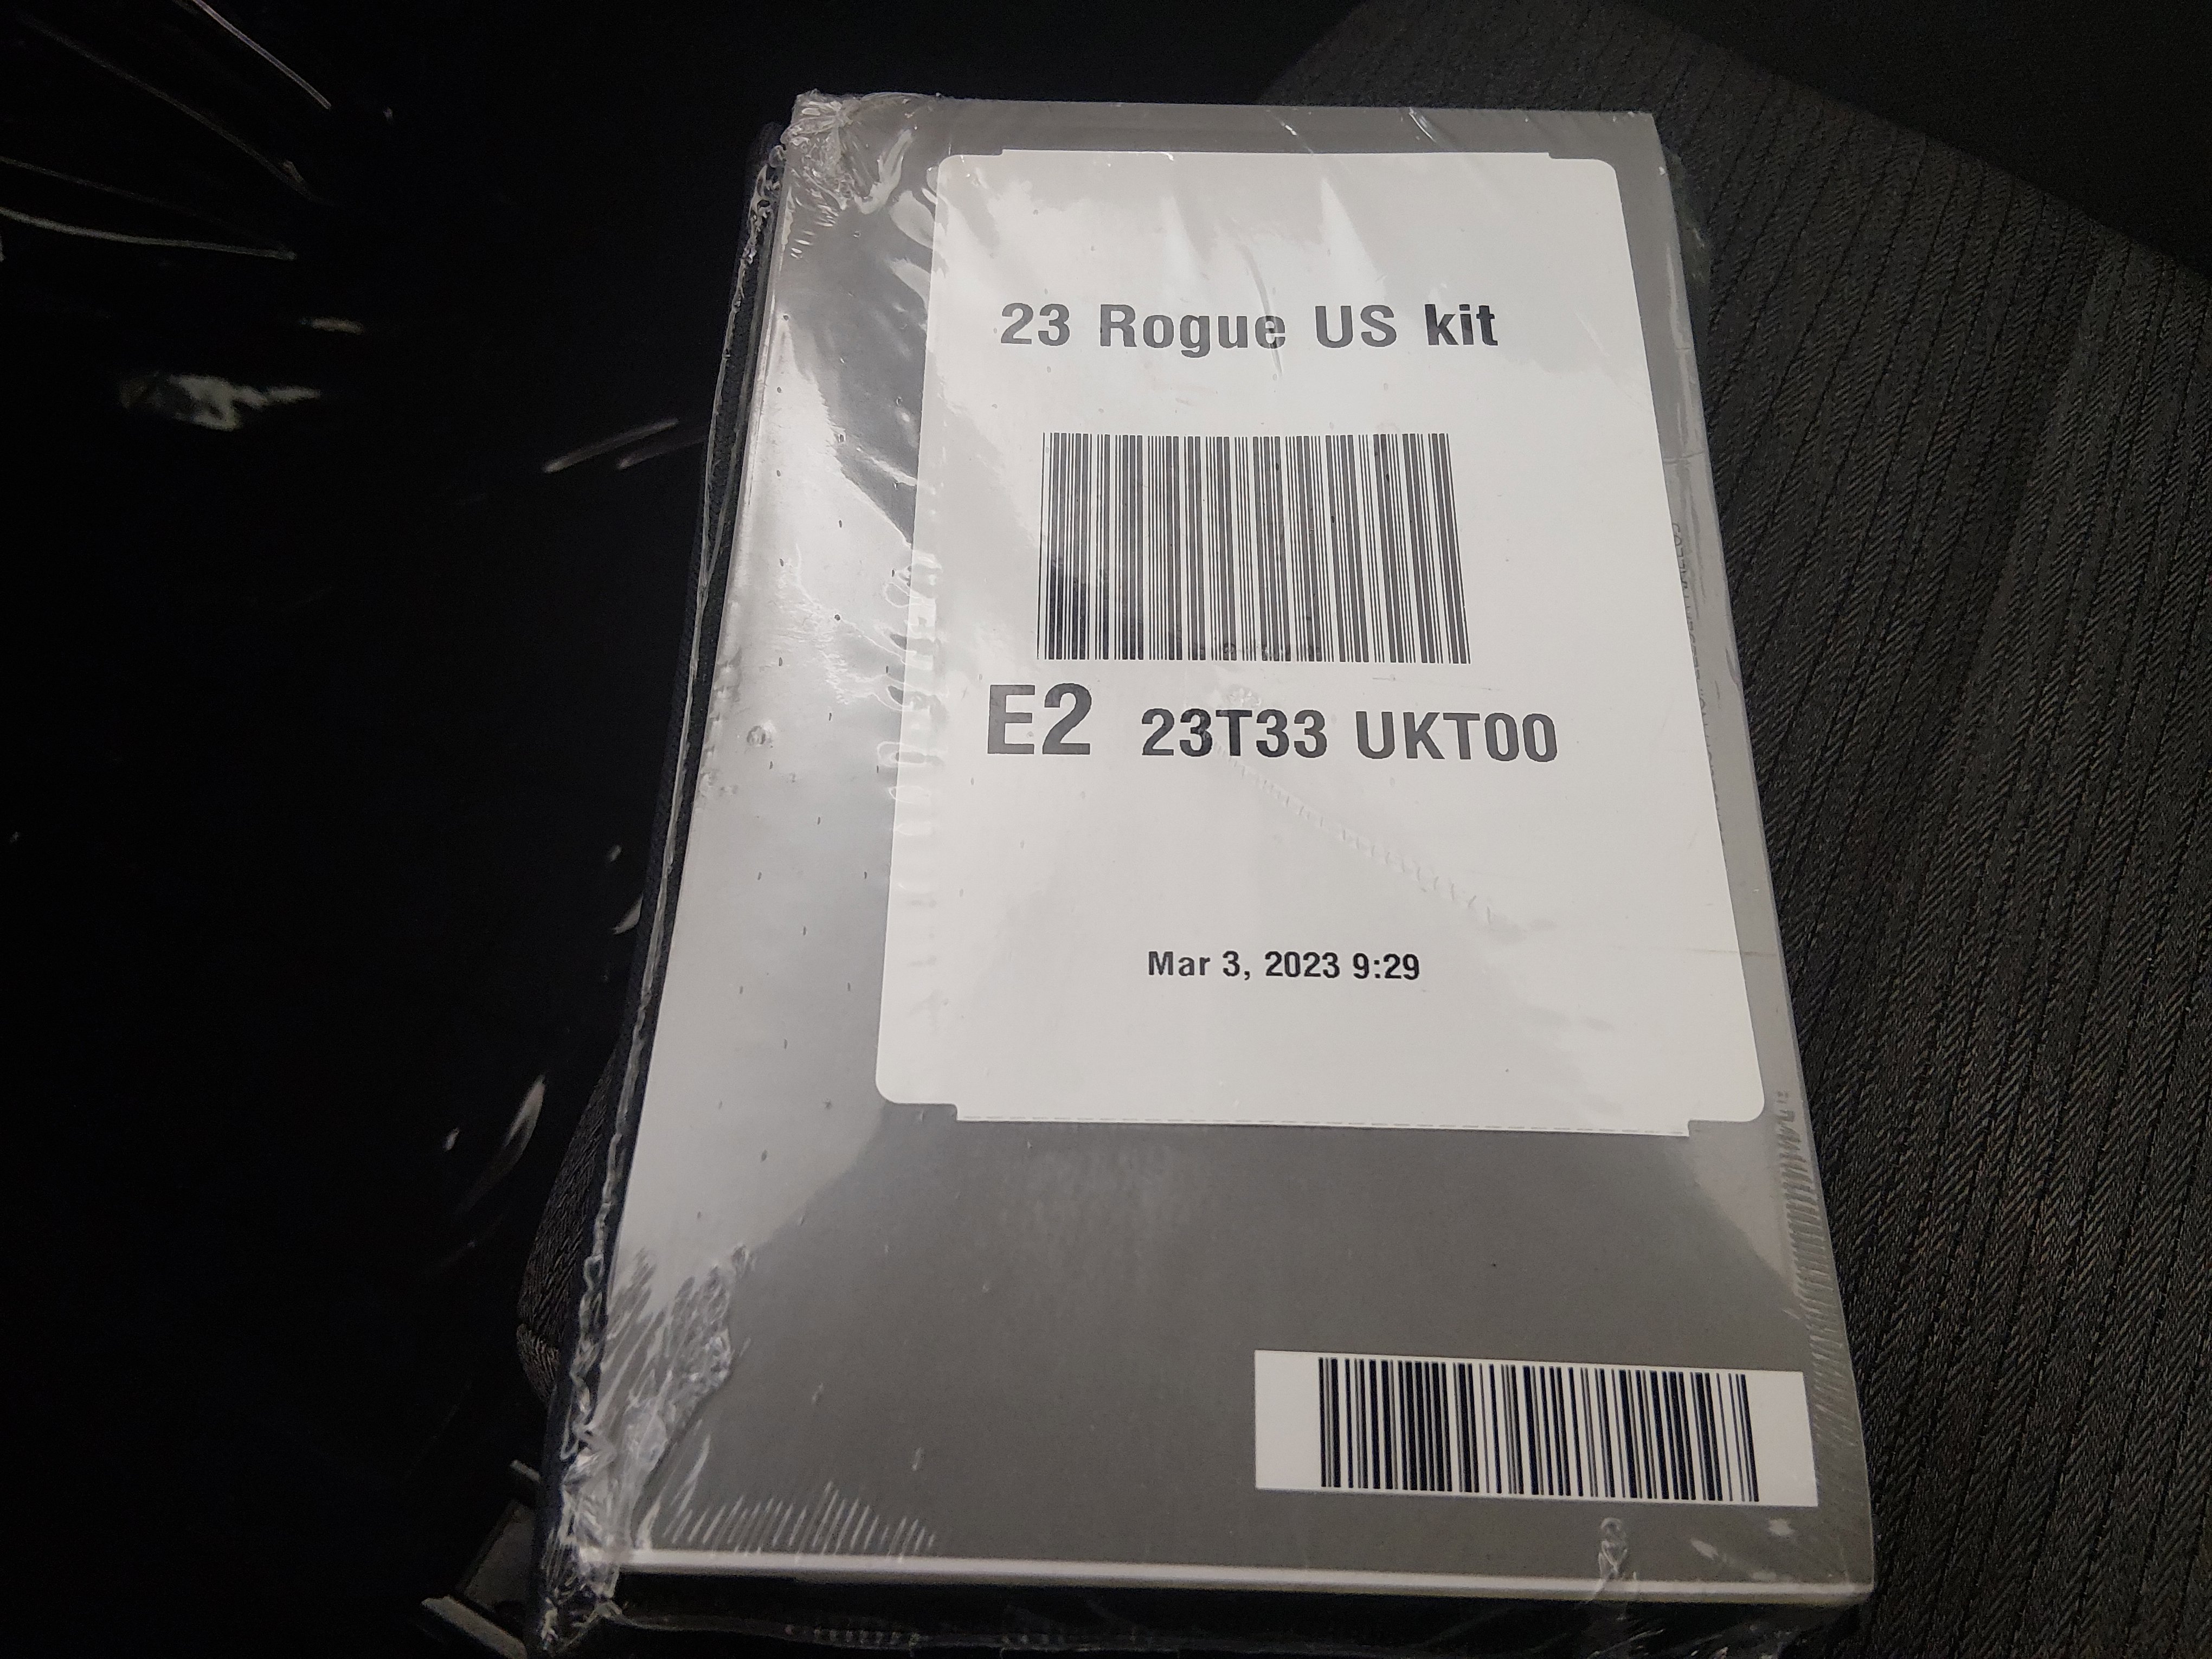 23 Rogue US kit
E2 23T33 UKT00
Mar 3, 2023 9:29